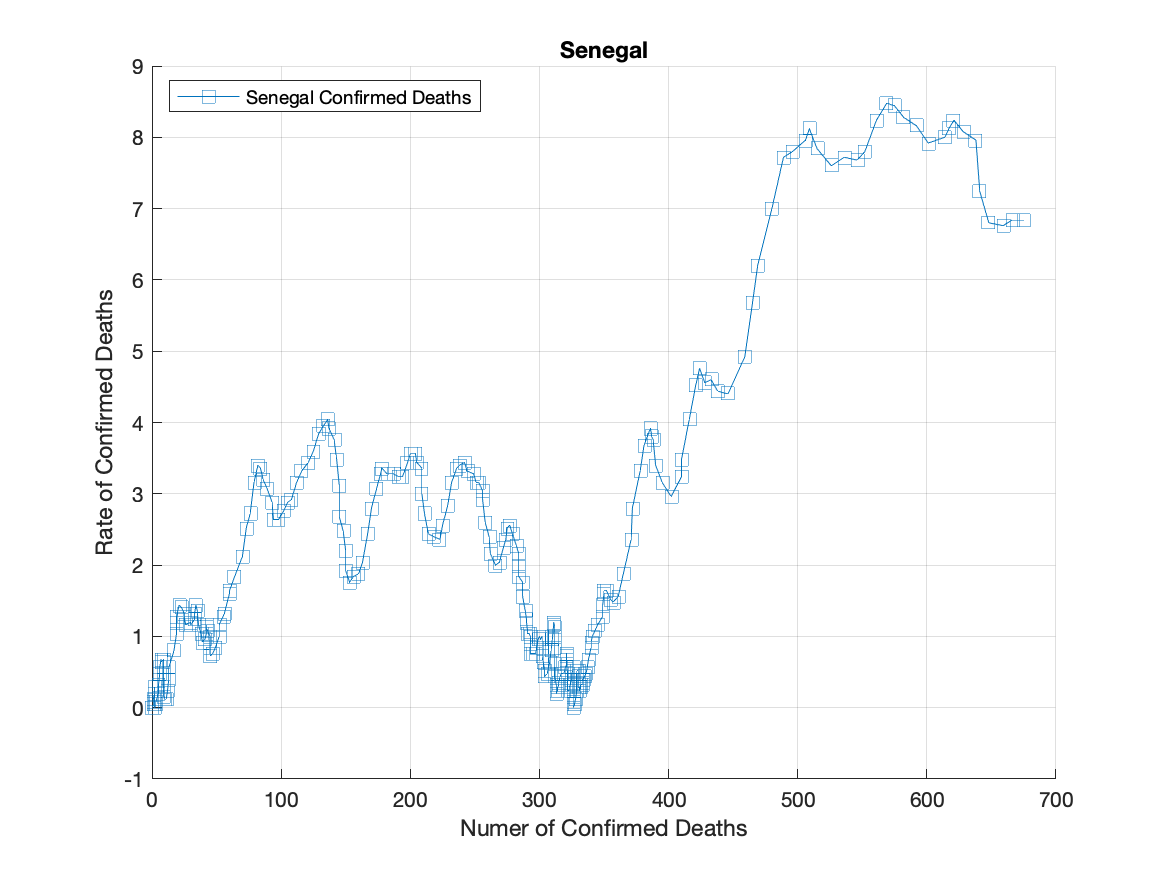 Senegal
Senegal Confirmed Deaths
9
8
7
6
5
4
3
2
1
0
-1
Rate of Confirmed Deaths
0 100 200 300 400 500 600 700
Numer of Confirmed Deaths